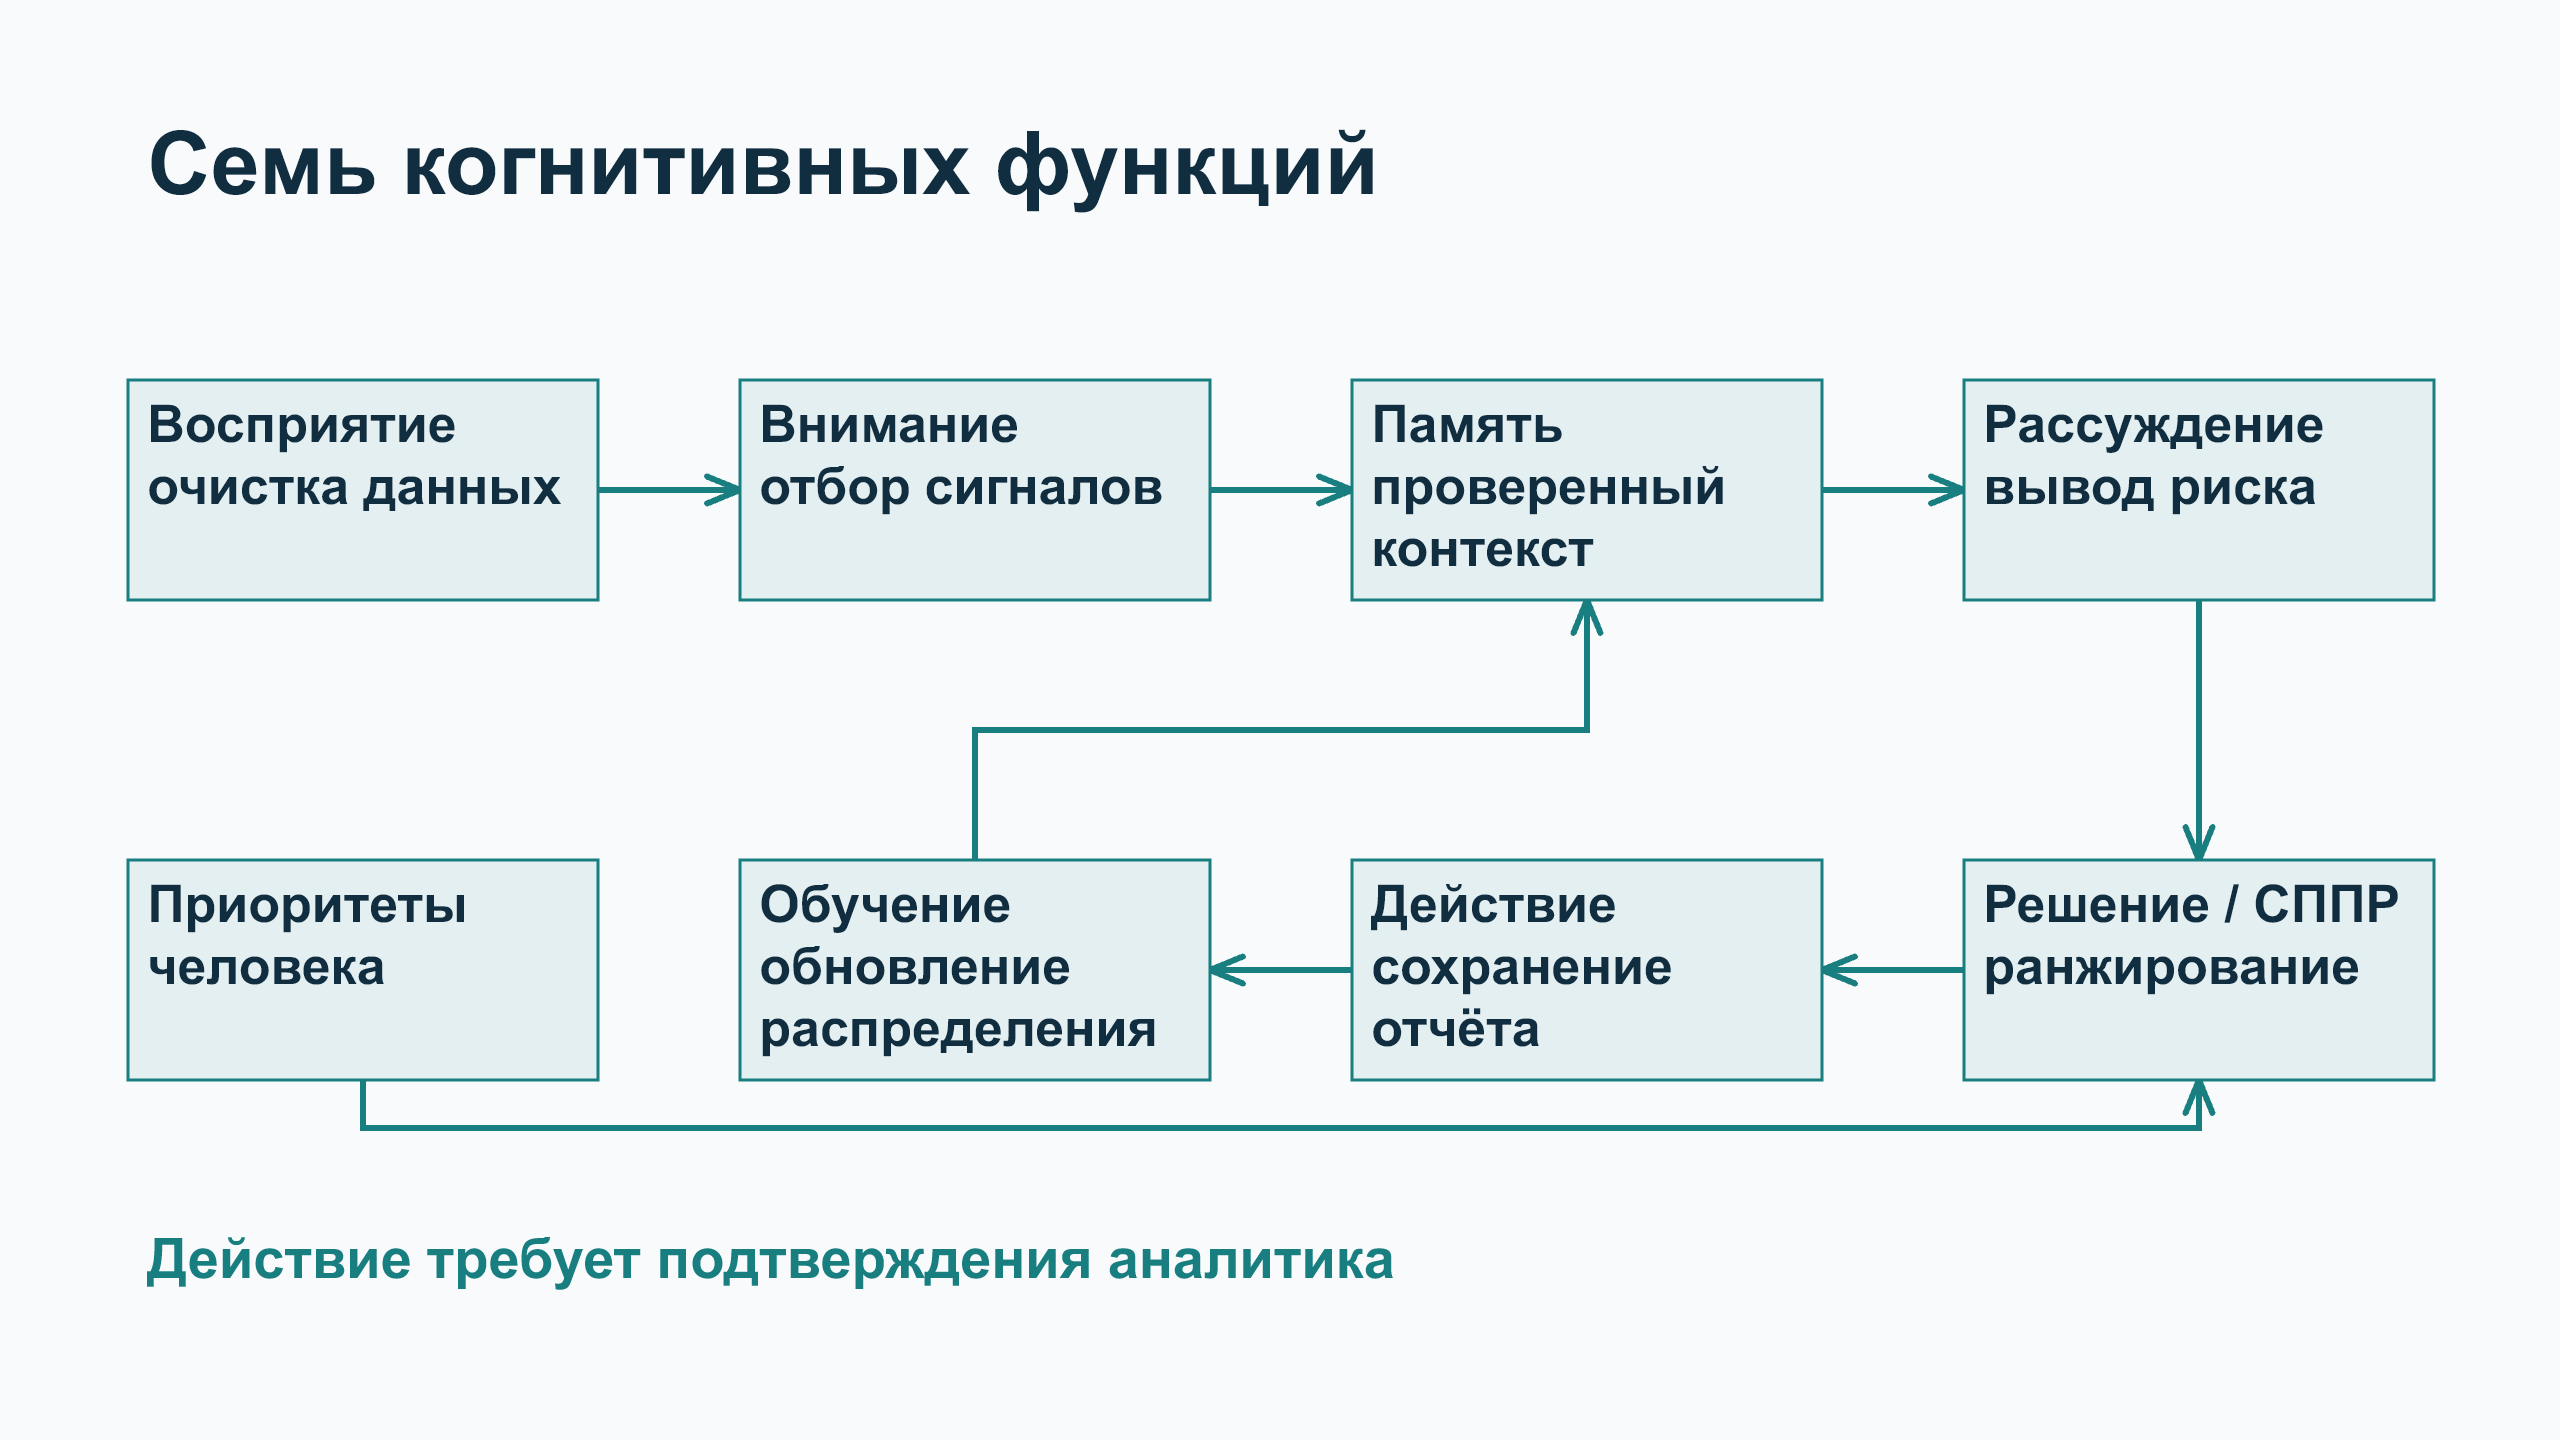 Семь когнитивных функций
Восприятие
очистка данных
Внимание
отбор сигналов
Память
проверенный
контекст
Рассуждение
вывод риска
Приоритеты
человека
Обучение
обновление
распределения
Действие
сохранение
отчёта
Решение / СППР
ранжирование
Действие требует подтверждения аналитика